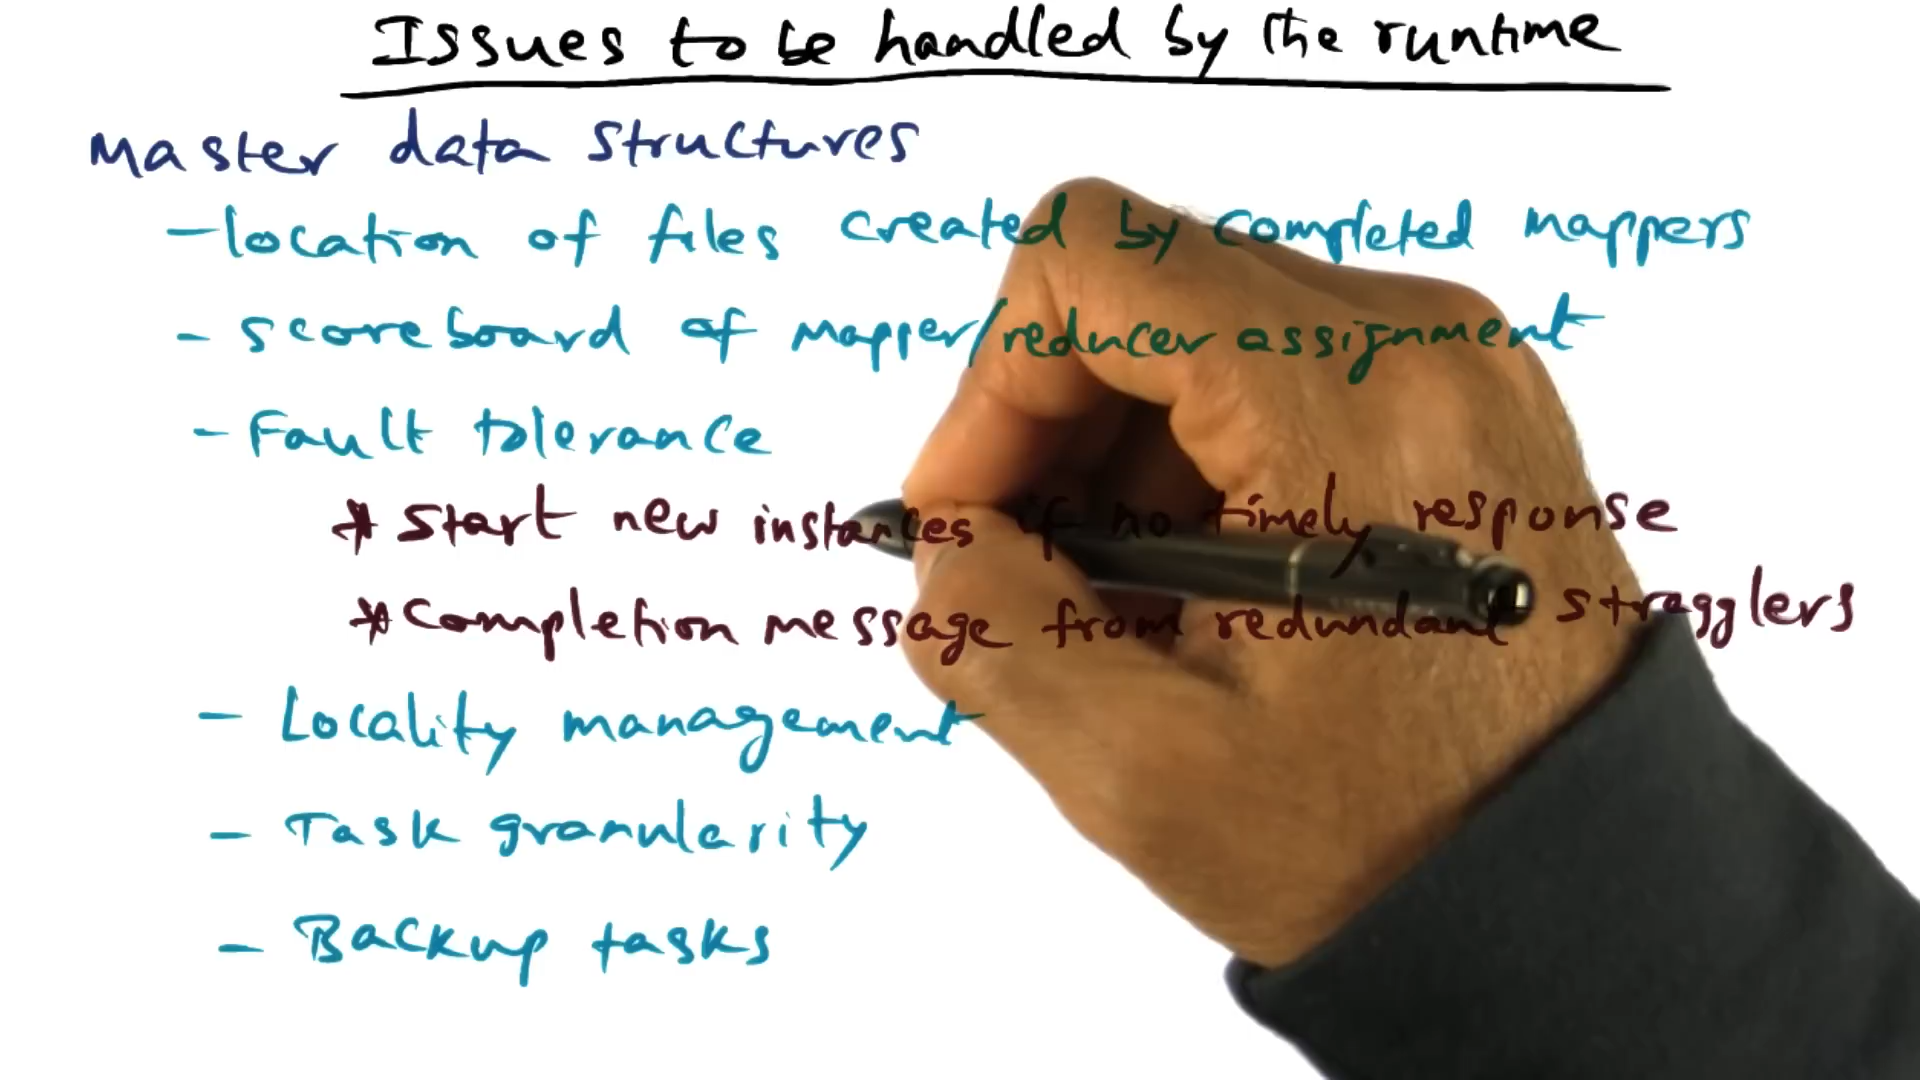 Issues to be handled by the runtime
Master data structures
- location of files created by completed mappers
- scoreboard of mapper/reducer assignment
- Fault tolerance
* Start new instances if no timely response
* Completion message from redundant stragglers
- Locality management
- Task granularity
- Backup tasks